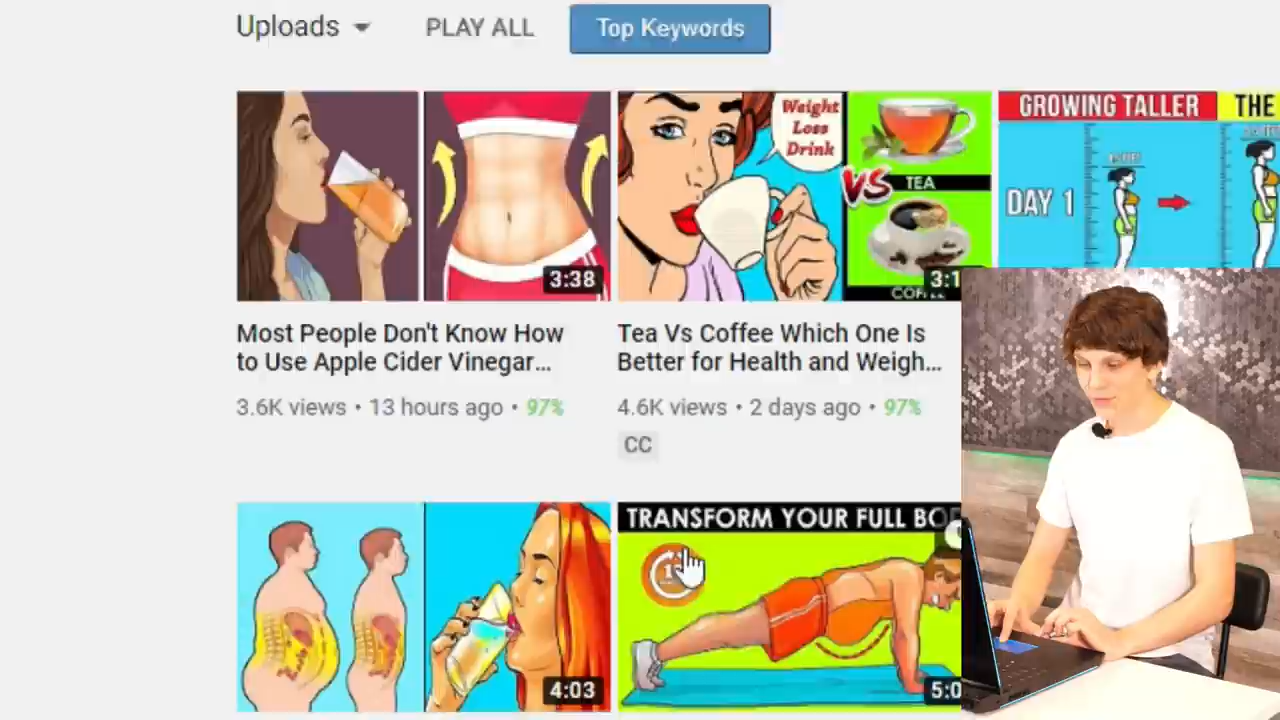 Uploads
PLAY ALL
Top Keywords
Weight
Loss
Drink
VS
TEA
3:38
GROWING TALLER
THE
DAY 1
Most People Don't Know How
to Use Apple Cider Vinegar...
3.6K views • 13 hours ago • 97%
Tea Vs Coffee Which One Is
Better for Health and Weigh...
4.6K views • 2 days ago • 97%
CC
4:03
TRANSFORM YOUR FULL